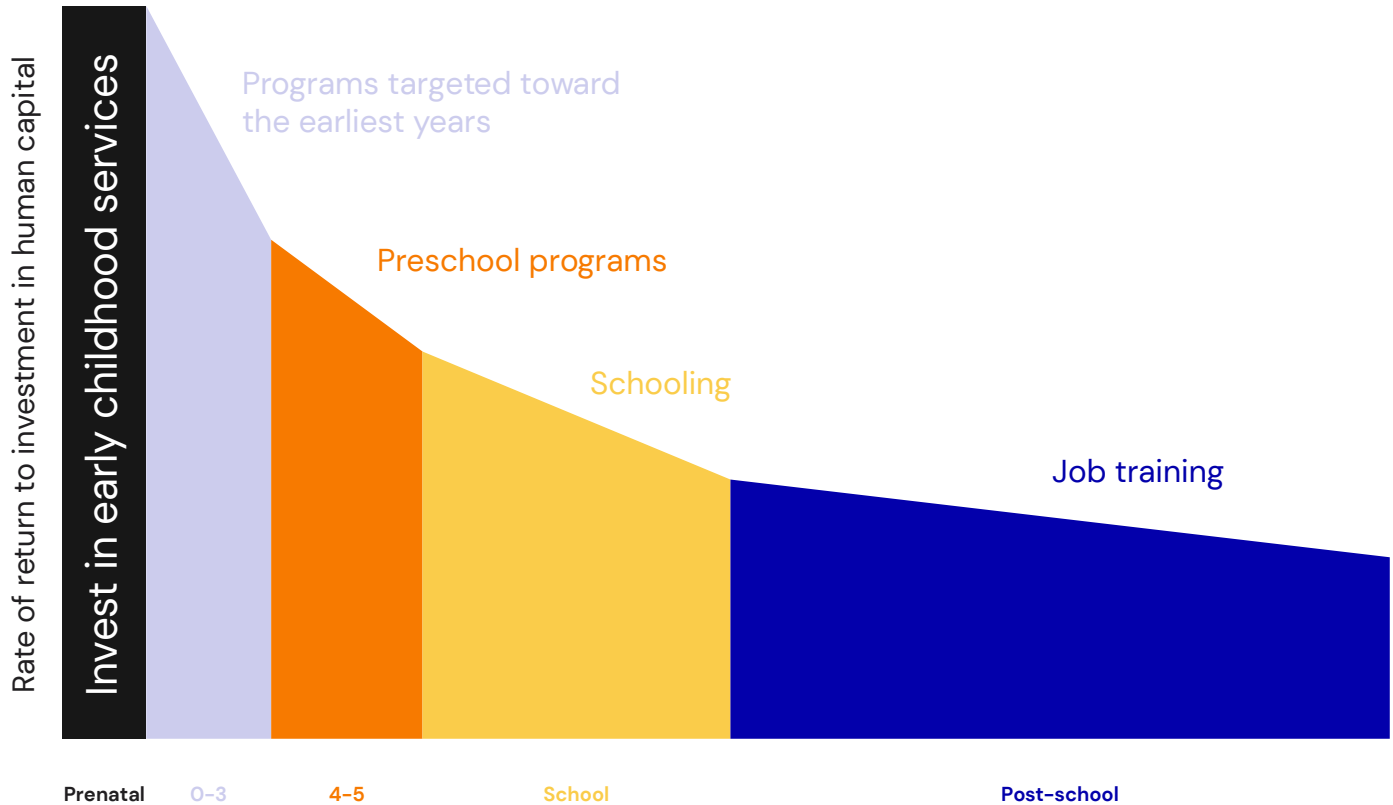 Rate of return to investment in human capital
Invest in early childhood services
Programs targeted toward
the earliest years
Preschool programs
Schooling
Job training
Prenatal
0–3
4–5
School
Post-school